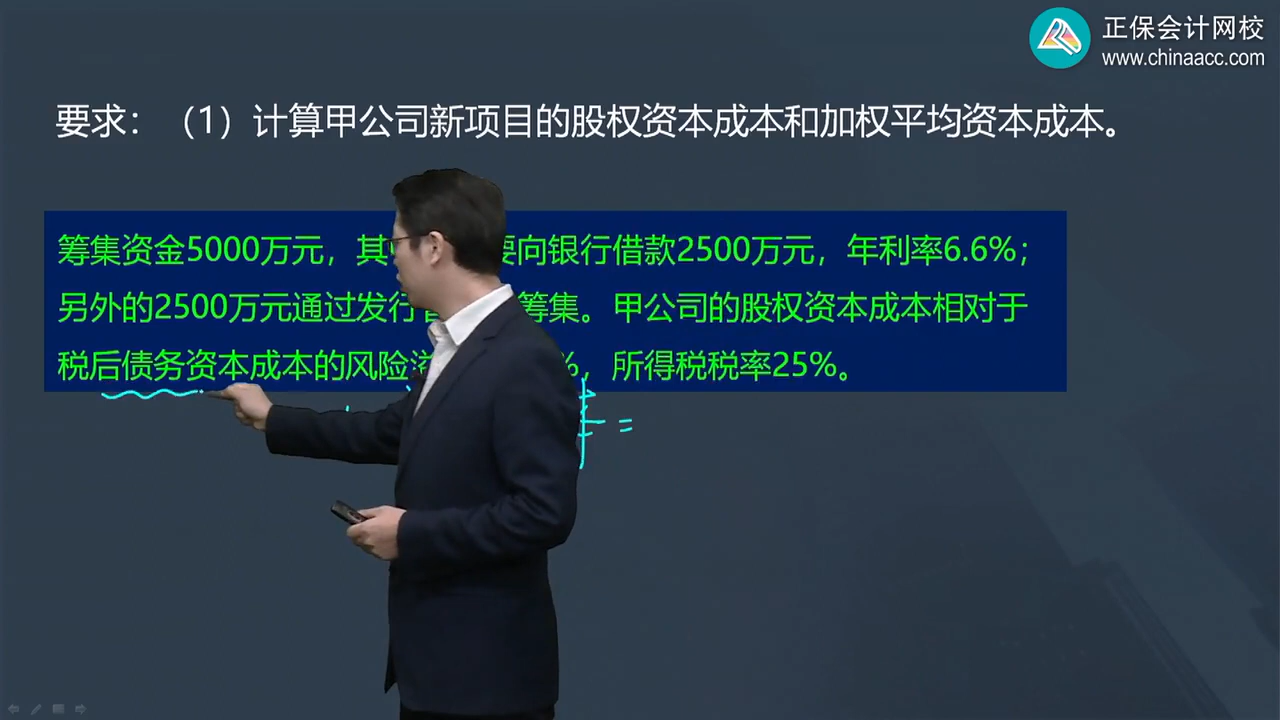 正保会计网校
www.chinaacc.com
要求：（1）计算甲公司新项目的股权资本成本和加权平均资本成本。
筹集资金5000万元，其 要向银行借款2500万元，年利率6.6%；
另外的2500万元通过发行 筹集。甲公司的股权资本成本相对于
税后债务资本成本的风险 %，所得税税率25%。
=